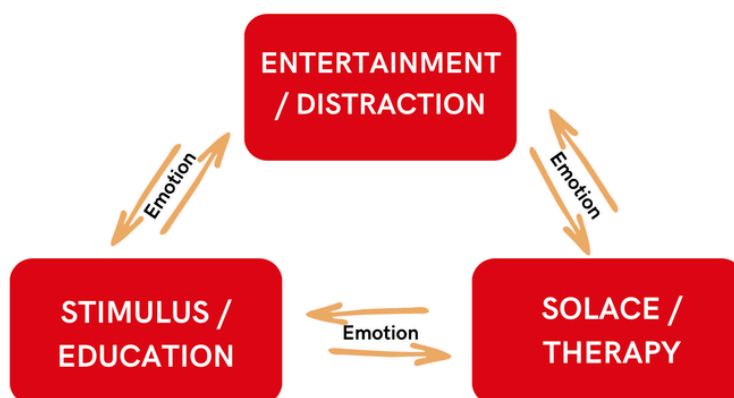 ENTERTAINMENT
/ DISTRACTION
Emotion
Emotion
STIMULUS /
EDUCATION
Emotion
SOLACE /
THERAPY